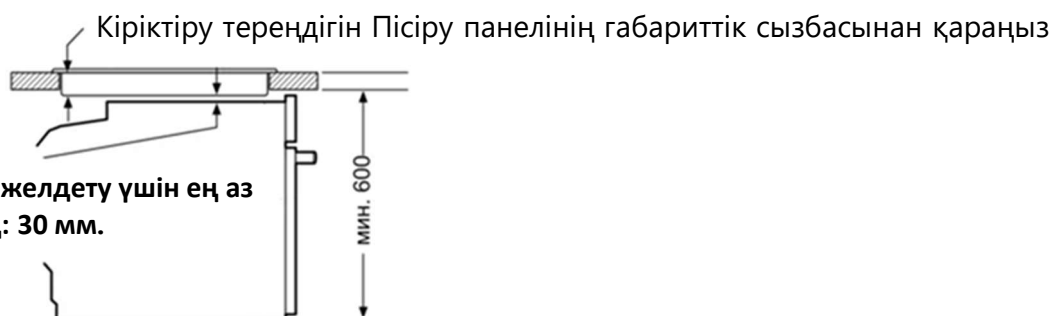 Кіріктіру тереңдігін Пісіру панелінің габариттік сызбасынан қараңыз
желдету үшін ең аз
: 30 мм.
мин. 600